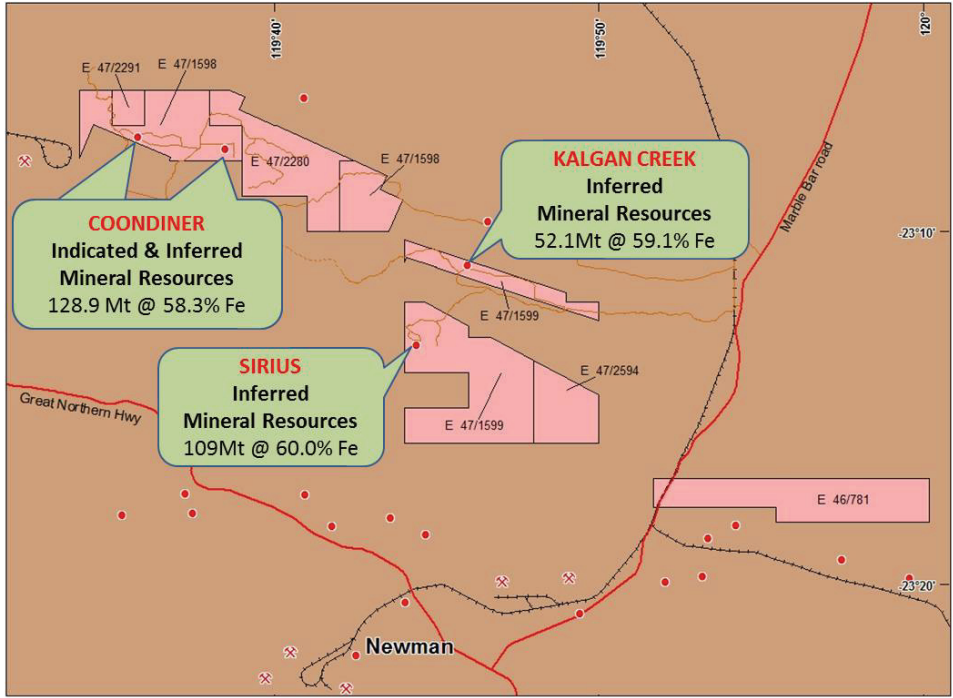 119°40'
119°50'
120°
E 47/2291
E 47/1598
E 47/2280
E 47/1598
KALGAN CREEK
Inferred
Mineral Resources
52.1Mt @ 59.1% Fe
Marble Bar road
COONDINER
Indicated & Inferred
Mineral Resources
128.9 Mt @ 58.3% Fe
-23°10'
E 47/1599
SIRIUS
Inferred
Mineral Resources
109Mt @ 60.0% Fe
E 47/2594
Great Northern Hwy
E 47/1599
E 46/781
-23°20'
Newman